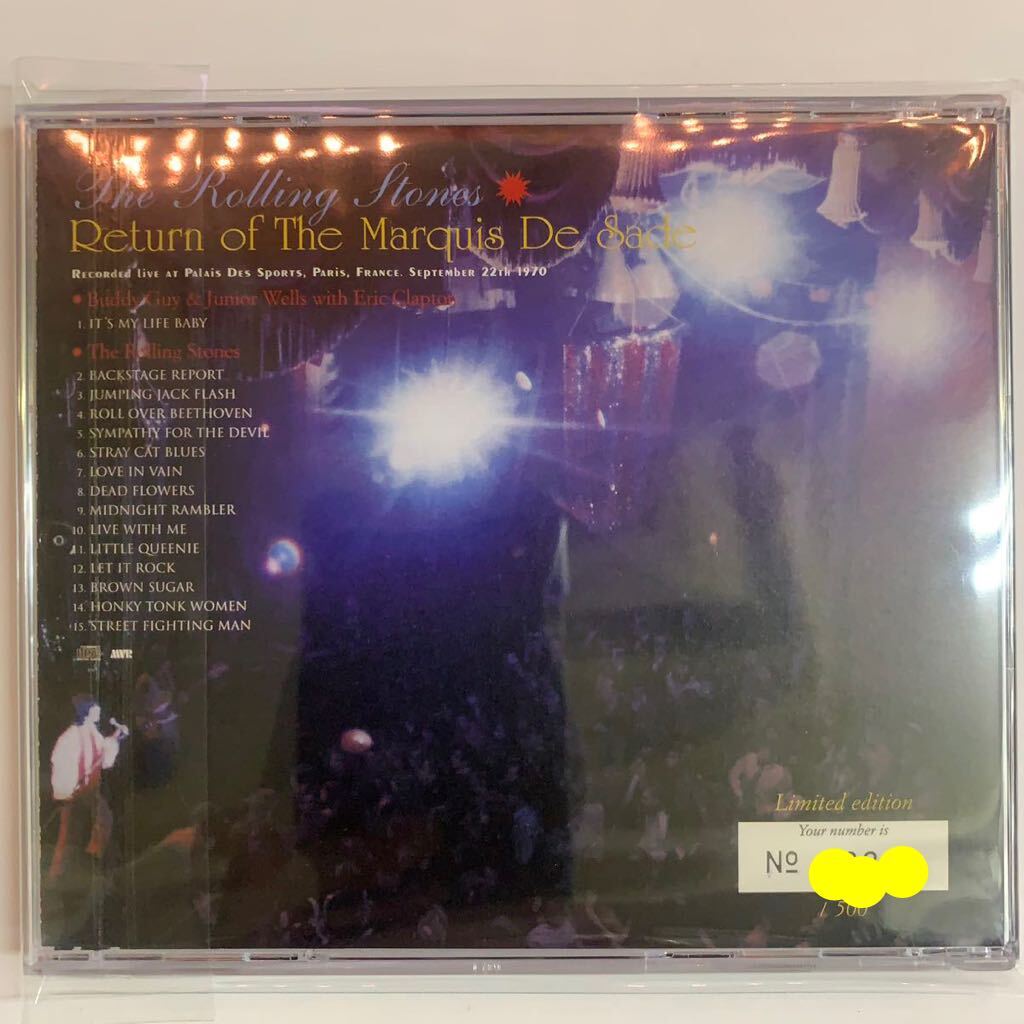 The Rolling Stones
Return of The Marquis De Sade
Recorded live at Palais Des Sports, Paris, France. September 22th 1970
• Buddy Guy & Junior Wells with Eric Clapton
1. IT'S MY LIFE BABY
• The Rolling Stones
2. BACKSTAGE REPORT
3. JUMPING JACK FLASH
4. ROLL OVER BEETHOVEN
5. SYMPATHY FOR THE DEVIL
6. STRAY CAT BLUES
7. LOVE IN VAIN
8. DEAD FLOWERS
9. MIDNIGHT RAMBLER
10. LIVE WITH ME
11. LITTLE QUEENIE
12. LET IT ROCK
13. BROWN SUGAR
14. HONKY TONK WOMEN
15. STREET FIGHTING MAN
MVR
Limited edition
Your number is
№
/ 500